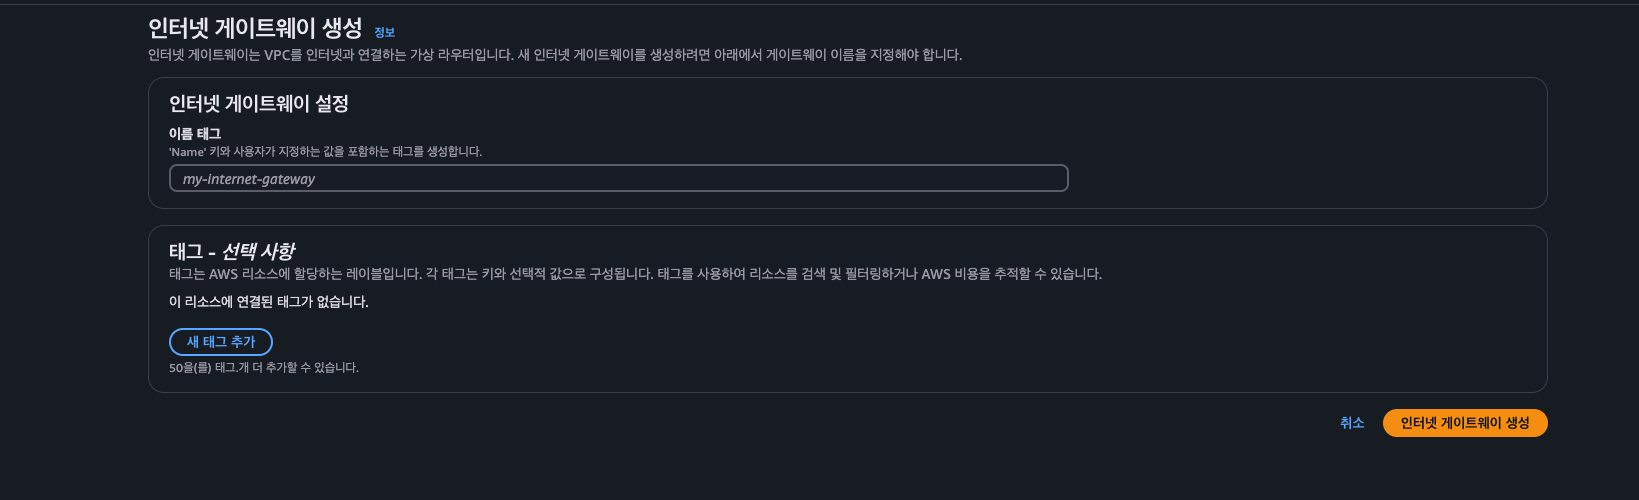 인터넷 게이트웨이 생성 정보
인터넷 게이트웨이는 VPC를 인터넷과 연결하는 가상 라우터입니다. 새 인터넷 게이트웨이를 생성하려면 아래에서 게이트웨이 이름을 지정해야 합니다.
인터넷 게이트웨이 설정
이름 태그
'Name' 키와 사용자가 지정하는 값을 포함하는 태그를 생성합니다.
my-internet-gateway
태그 - 선택 사항
태그는 AWS 리소스에 할당하는 레이블입니다. 각 태그는 키와 선택적 값으로 구성됩니다. 태그를 사용하여 리소스를 검색 및 필터링하거나 AWS 비용을 추적할 수 있습니다.
이 리소스에 연결된 태그가 없습니다.
새 태그 추가
50을(를) 태그.개 더 추가할 수 있습니다.
취소 인터넷 게이트웨이 생성